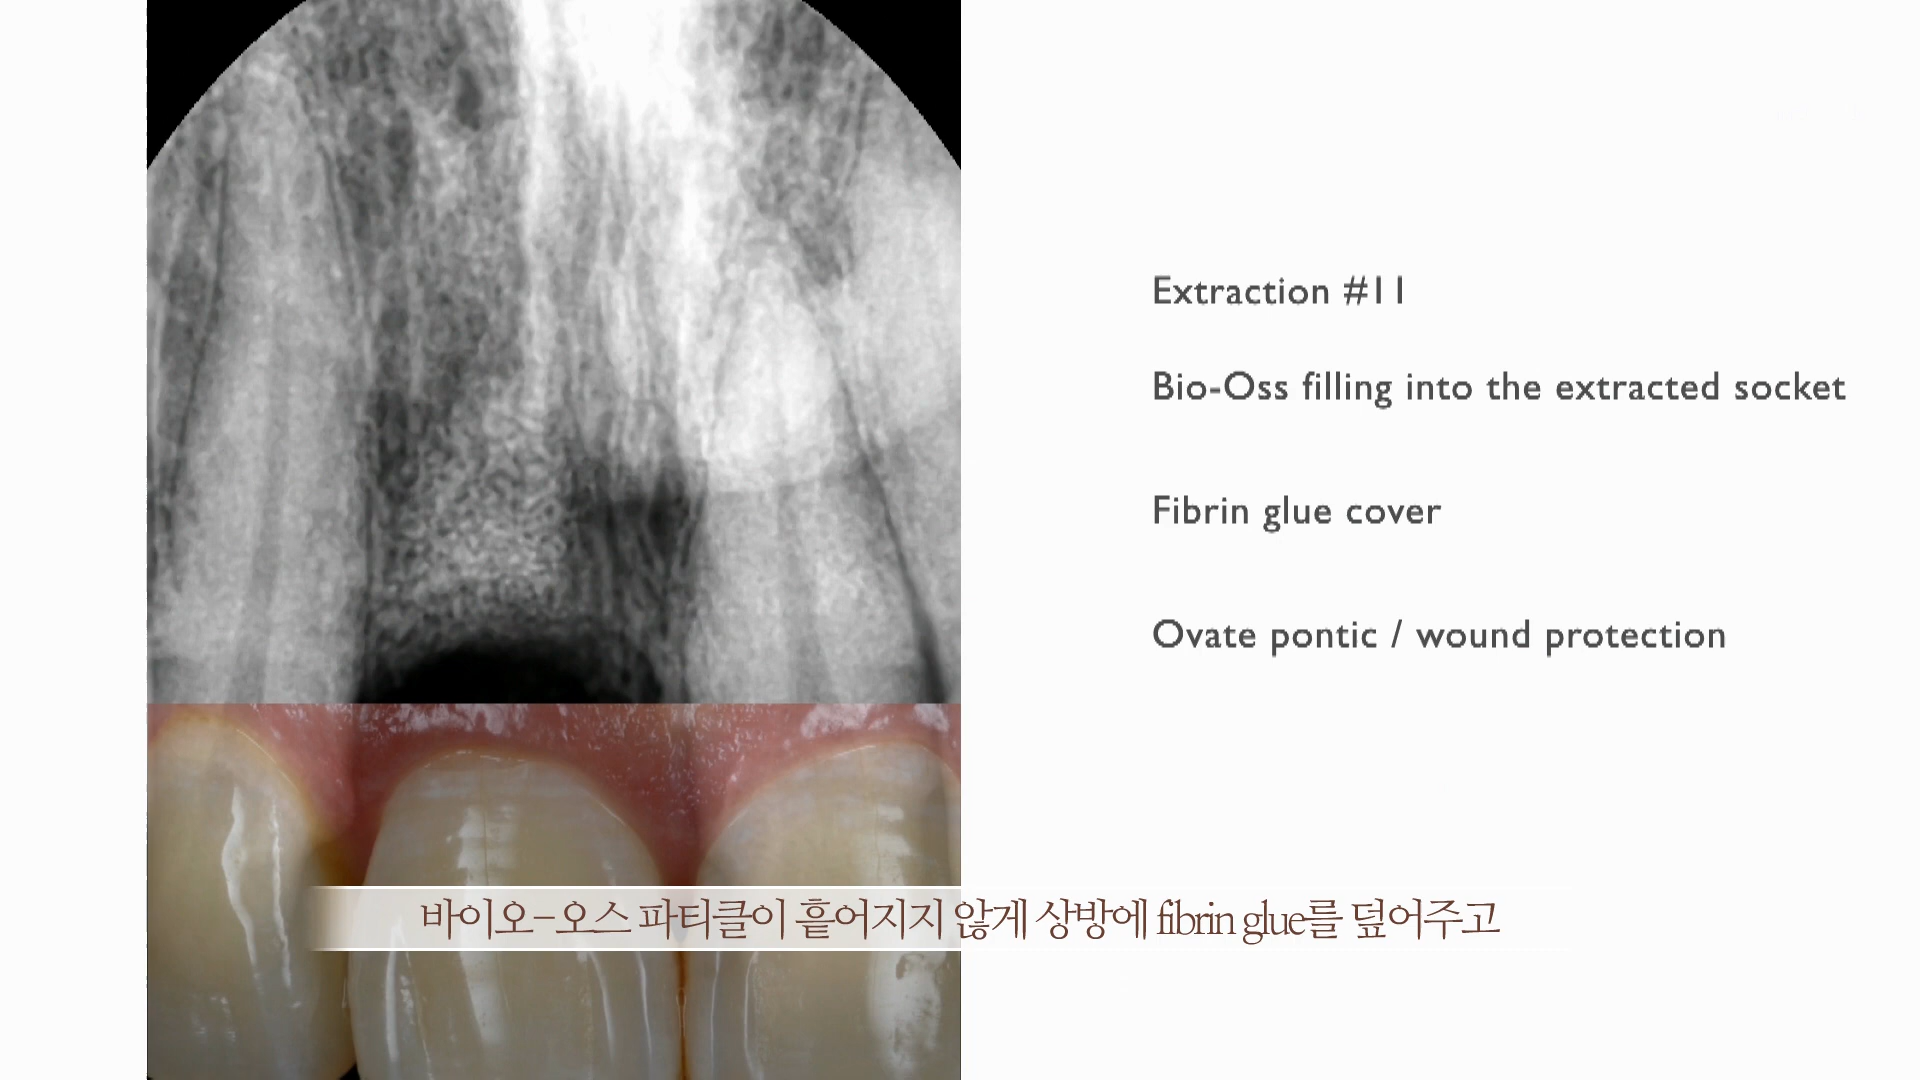 Extraction #11
Bio-Oss filling into the extracted socket
Fibrin glue cover
Ovate pontic / wound protection
바이오-오스 파티클이 흩어지지 않게 상방에 fibrin glue를 덮어주고